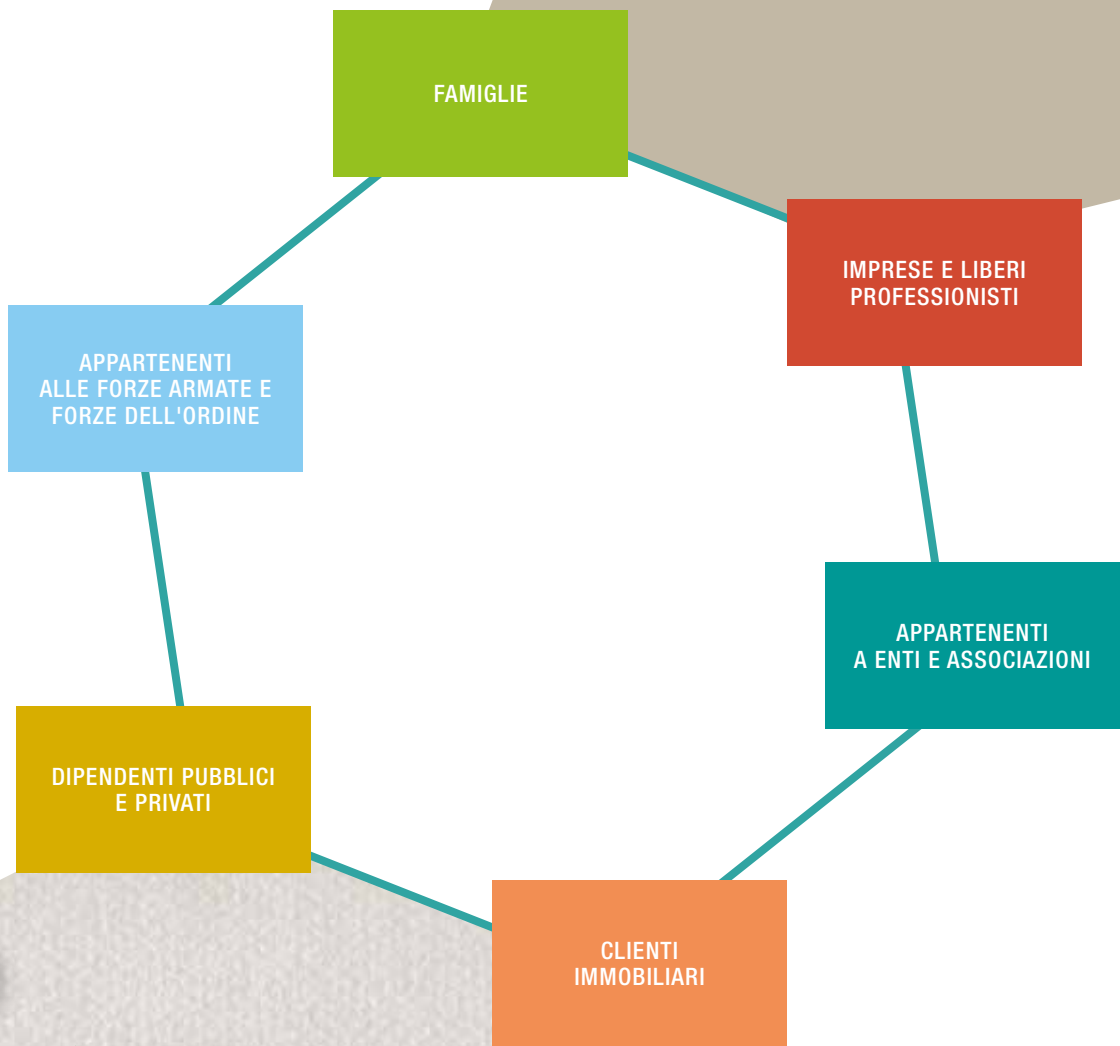 FAMIGLIE
IMPRESE E LIBERI
PROFESSIONISTI
APPARTENENTI
ALLE FORZE ARMATE E
FORZE DELL'ORDINE
APPARTENENTI
A ENTI E ASSOCIAZIONI
DIPENDENTI PUBBLICI
E PRIVATI
CLIENTI
IMMOBILIARI